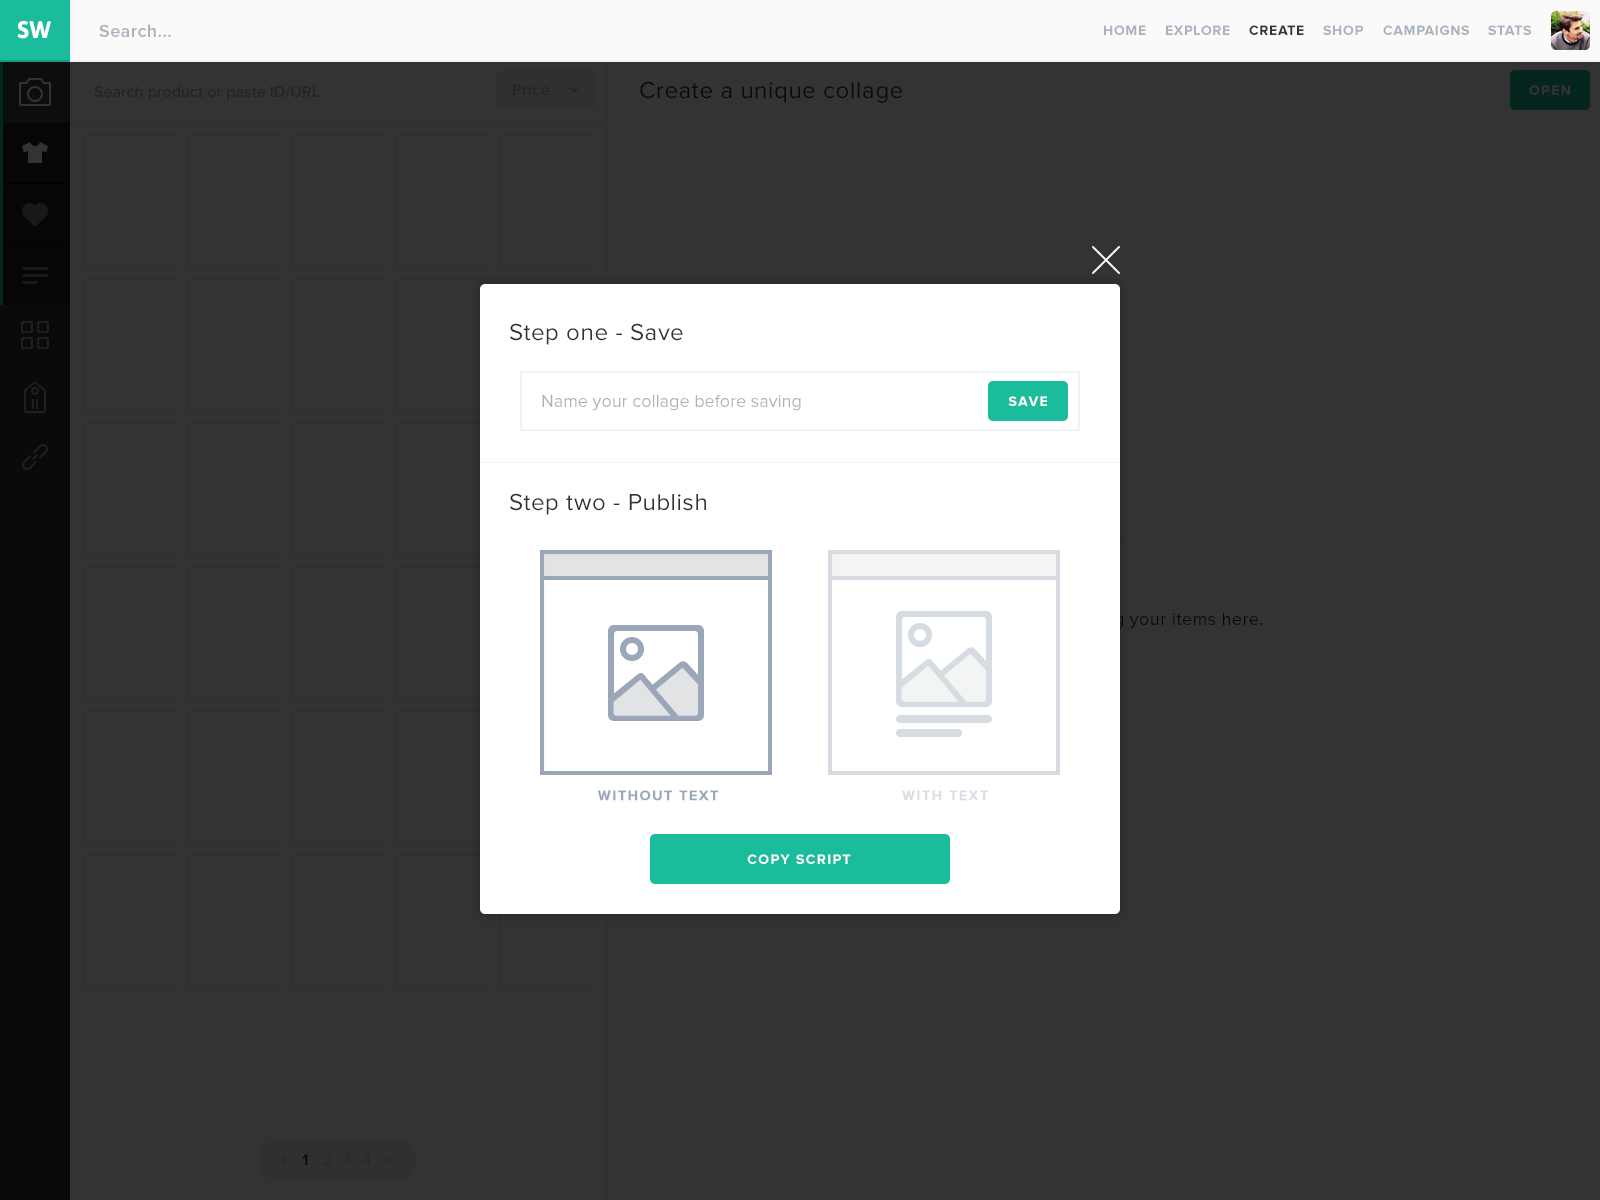 SW
Search...
HOME EXPLORE CREATE SHOP CAMPAIGNS STATS
Search product or paste ID/URL
Price
Create a unique collage
OPEN
Step one - Save
Name your collage before saving
SAVE
Step two - Publish
your items here.
WITHOUT TEXT
WITH TEXT
COPY SCRIPT
1 2 3 4